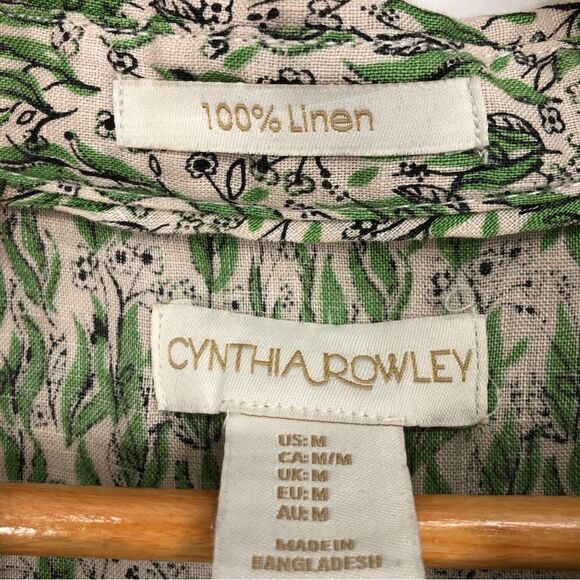 100% Linen
CYNTHIA ROWLEY
US: M
CA: M/M
UK: M
EU: M
AU: M
MADE IN
BANGLADESH